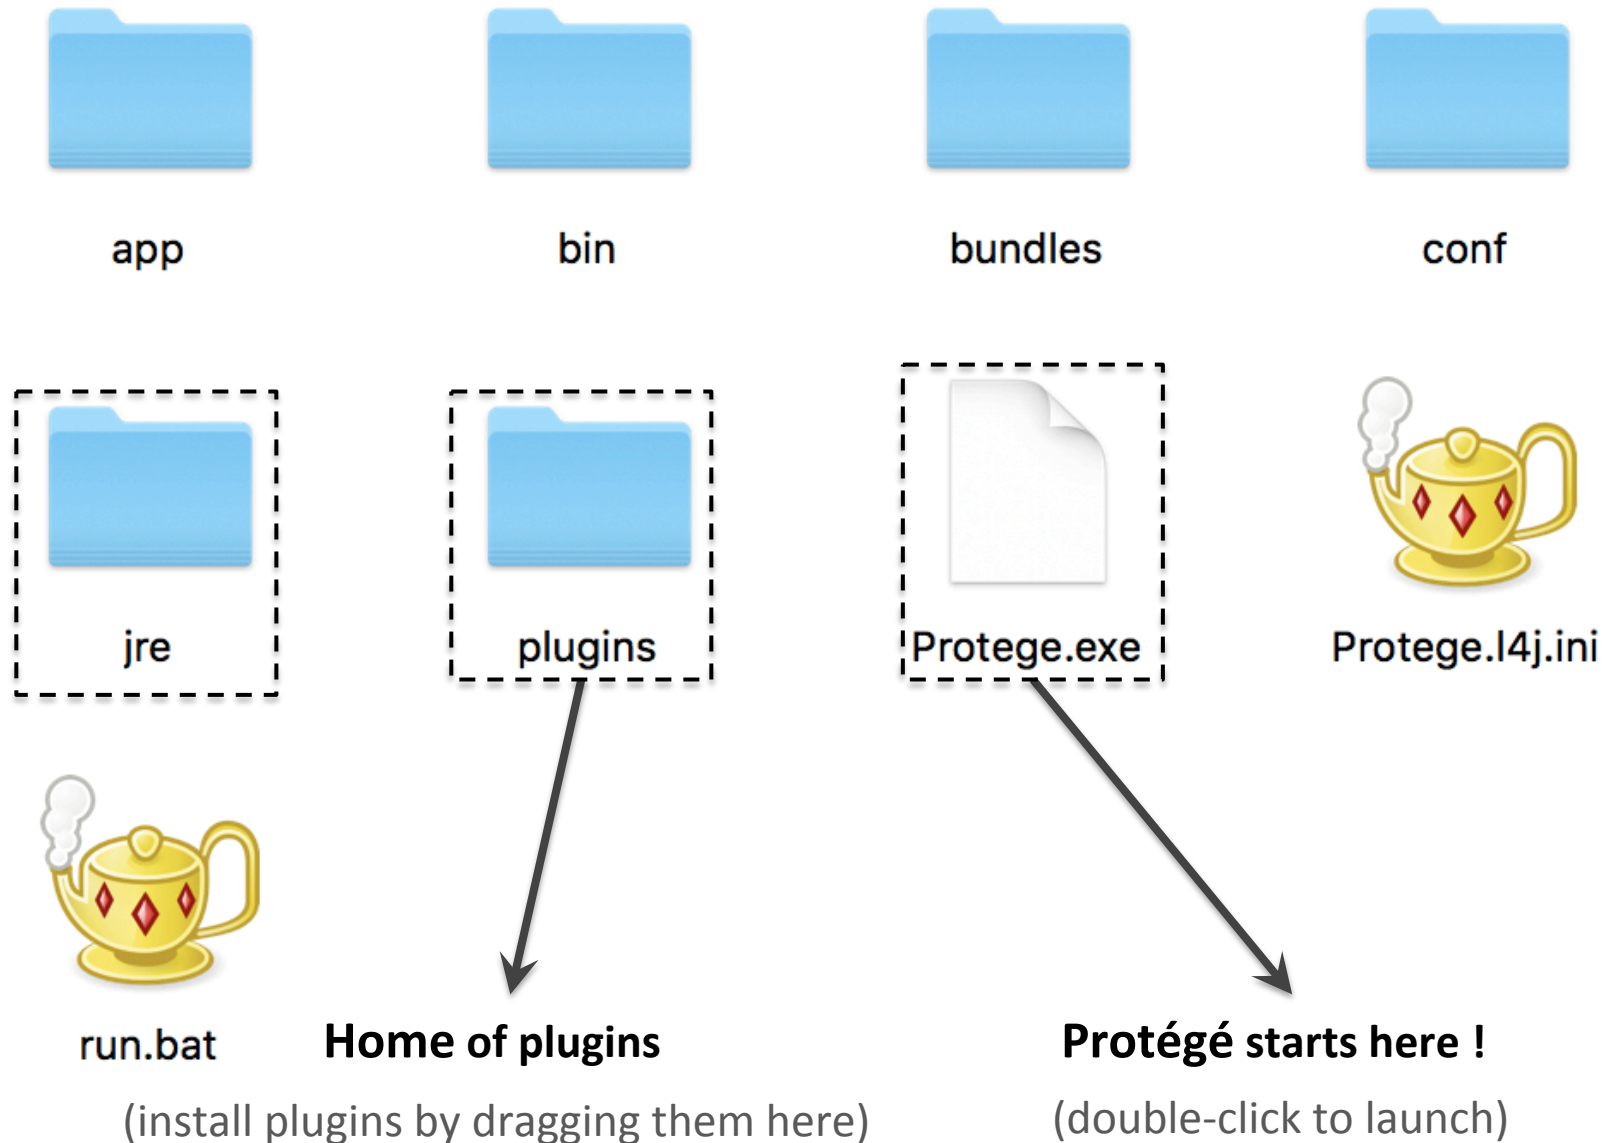 app
bin
bundles
conf
jre
plugins
Protege.exe
Protege.l4j.ini
run.bat
Home of plugins
(install plugins by dragging them here)
Protégé starts here !
(double-click to launch)